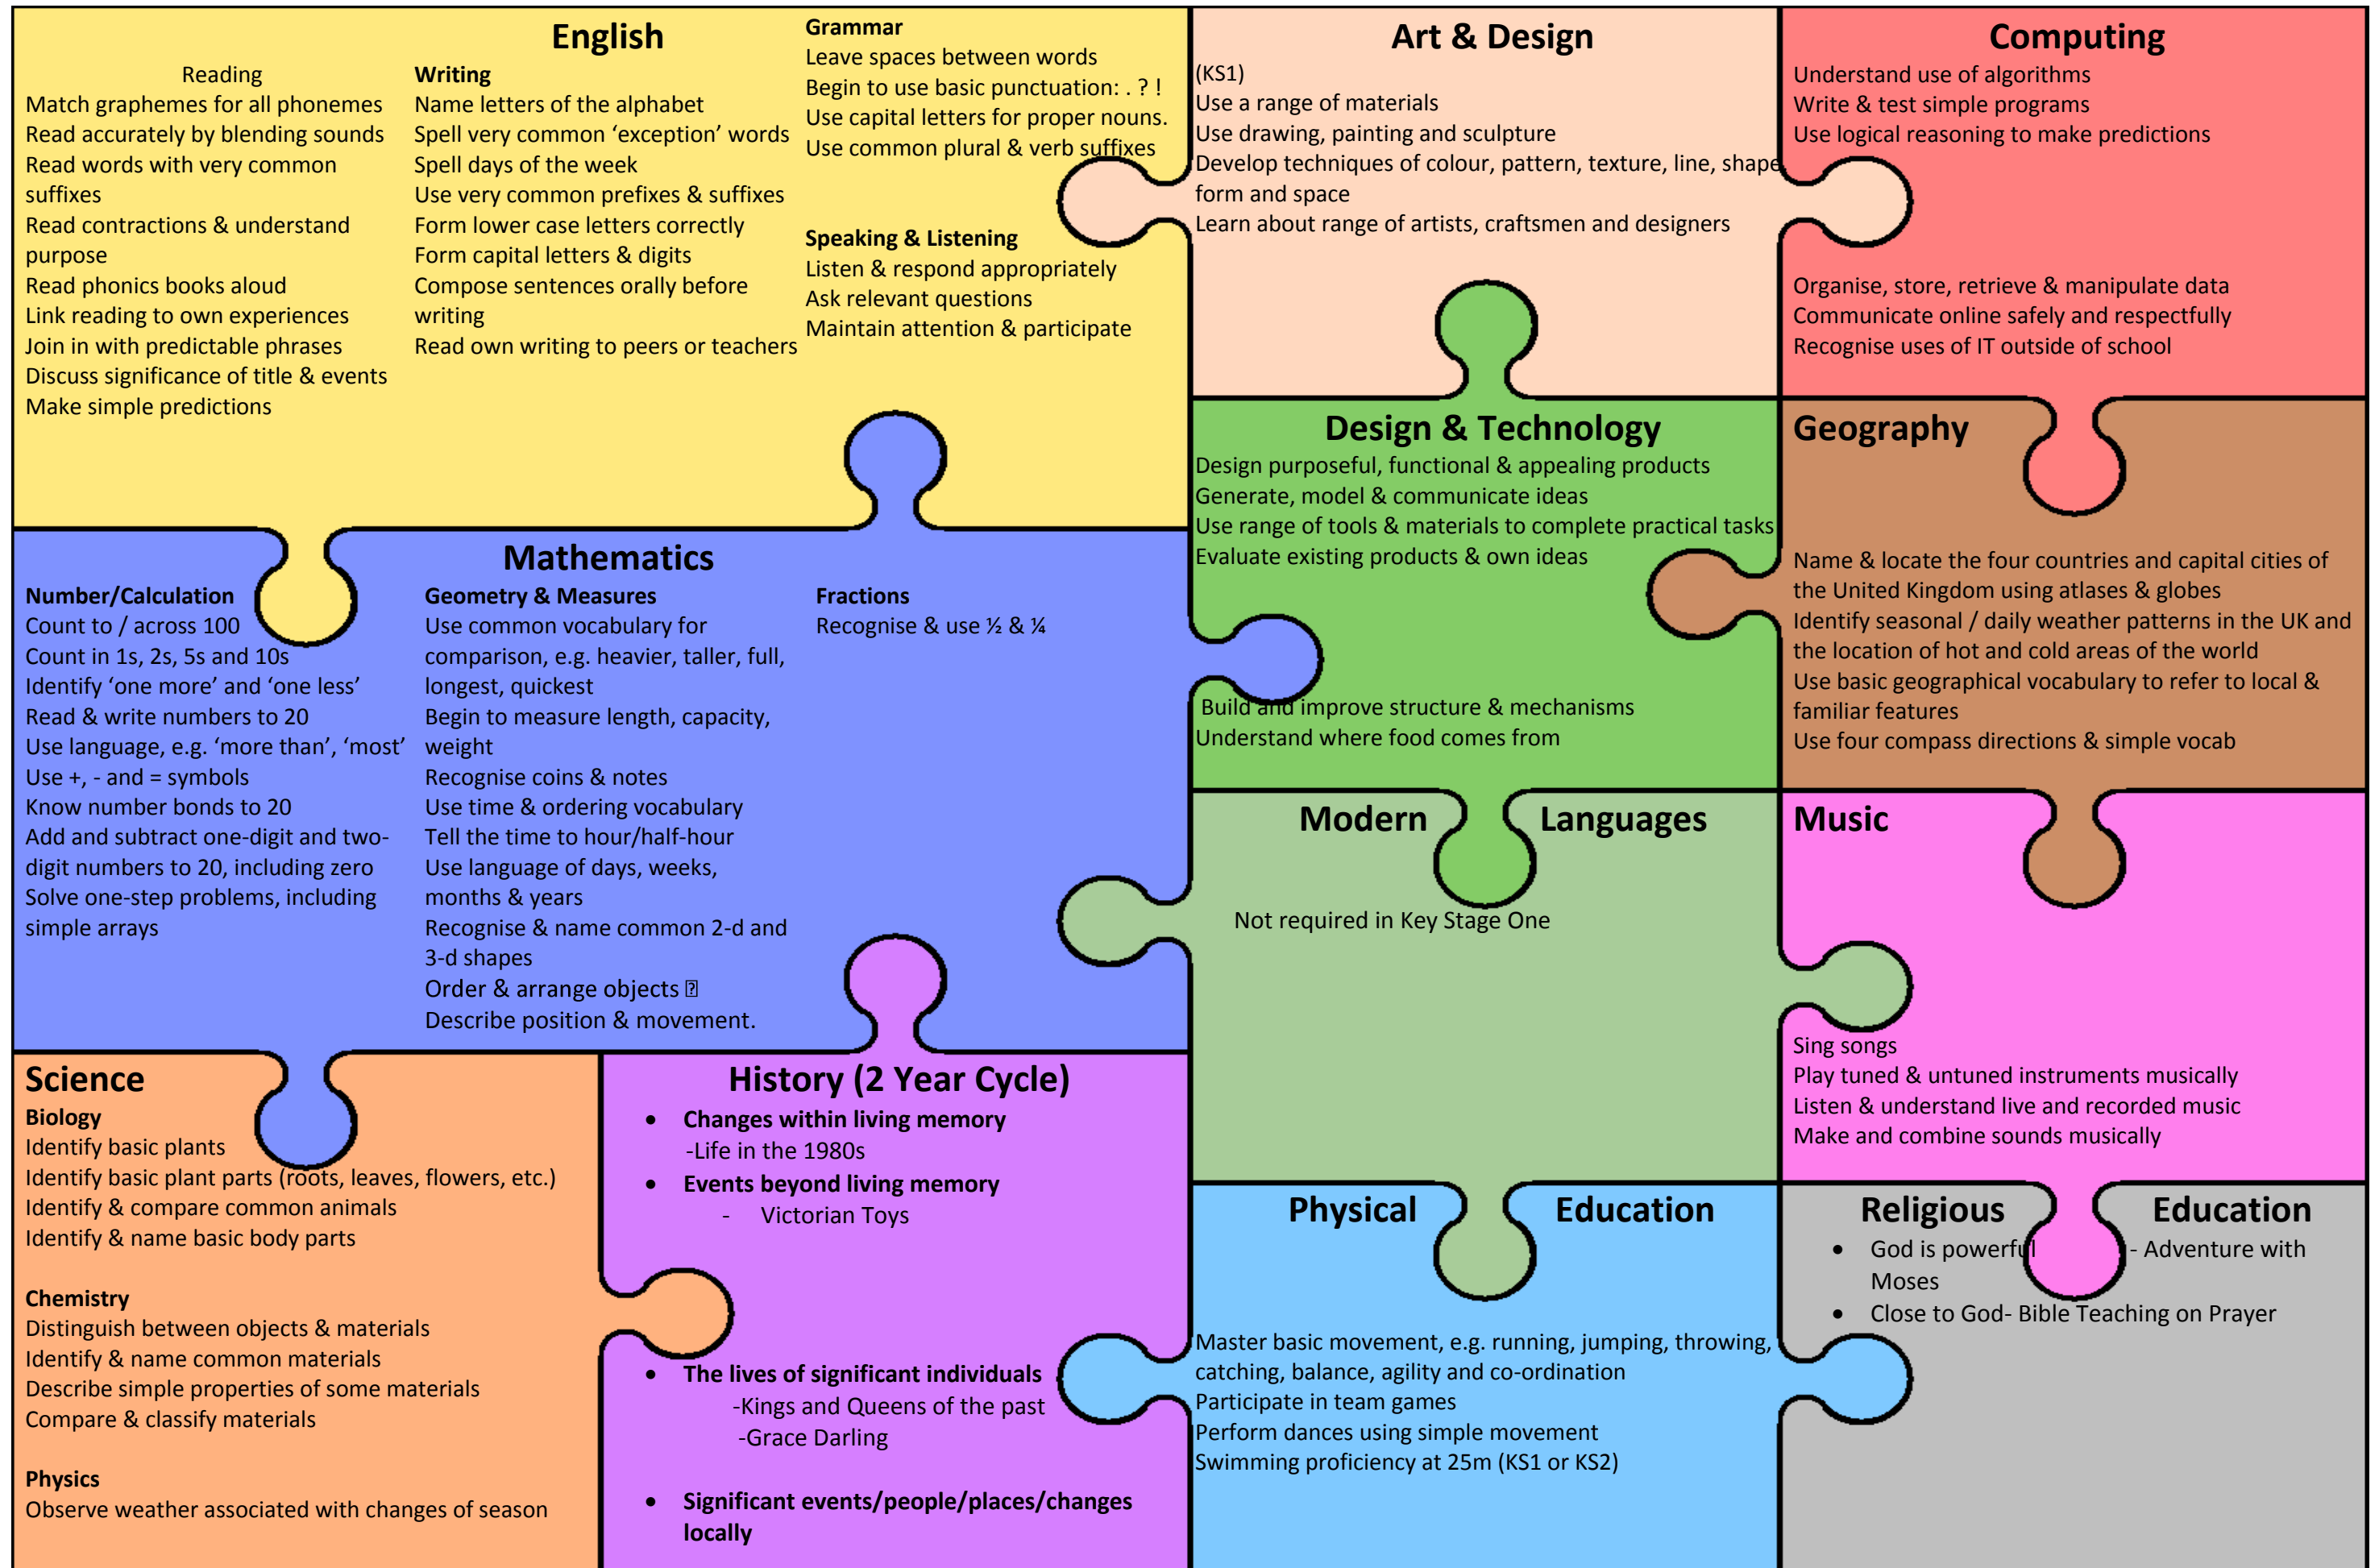 English
Reading
Match graphemes for all phonemes
Read accurately by blending sounds
Read words with very common
suffixes
Read contractions & understand
purpose
Read phonics books aloud
Link reading to own experiences
Join in with predictable phrases
Discuss significance of title & events
Make simple predictions
Writing
Name letters of the alphabet
Spell very common ‘exception’ words
Spell days of the week
Use very common prefixes & suffixes
Form lower case letters correctly
Form capital letters & digits
Compose sentences orally before
writing
Read own writing to peers or teachers
Grammar
Leave spaces between words
Begin to use basic punctuation: . ? !
Use capital letters for proper nouns.
Use common plural & verb suffixes
Speaking & Listening
Listen & respond appropriately
Ask relevant questions
Maintain attention & participate
Art & Design
(KS1)
Use a range of materials
Use drawing, painting and sculpture
Develop techniques of colour, pattern, texture, line, shape
form and space
Learn about range of artists, craftsmen and designers
Computing
Understand use of algorithms
Write & test simple programs
Use logical reasoning to make predictions
Organise, store, retrieve & manipulate data
Communicate online safely and respectfully
Recognise uses of IT outside of school
Design & Technology
Design purposeful, functional & appealing products
Generate, model & communicate ideas
Use range of tools & materials to complete practical tasks
Evaluate existing products & own ideas
Build and improve structure & mechanisms
Understand where food comes from
Geography
Name & locate the four countries and capital cities of
the United Kingdom using atlases & globes
Identify seasonal / daily weather patterns in the UK and
the location of hot and cold areas of the world
Use basic geographical vocabulary to refer to local &
familiar features
Use four compass directions & simple vocab
Mathematics
Number/Calculation
Count to / across 100
Count in 1s, 2s, 5s and 10s
Identify ‘one more’ and ‘one less’
Read & write numbers to 20
Use language, e.g. ‘more than’, ‘most’
Use +, - and = symbols
Know number bonds to 20
Add and subtract one-digit and two-
digit numbers to 20, including zero
Solve one-step problems, including
simple arrays
Geometry & Measures
Use common vocabulary for
comparison, e.g. heavier, taller, full,
longest, quickest
Begin to measure length, capacity,
weight
Recognise coins & notes
Use time & ordering vocabulary
Tell the time to hour/half-hour
Use language of days, weeks,
months & years
Recognise & name common 2-d and
3-d shapes
Order & arrange objects
Describe position & movement.
Fractions
Recognise & use ½ & ¼
Modern Languages
Not required in Key Stage One
Music
Sing songs
Play tuned & untuned instruments musically
Listen & understand live and recorded music
Make and combine sounds musically
Science
Biology
Identify basic plants
Identify basic plant parts (roots, leaves, flowers, etc.)
Identify & compare common animals
Identify & name basic body parts
Chemistry
Distinguish between objects & materials
Identify & name common materials
Describe simple properties of some materials
Compare & classify materials
Physics
Observe weather associated with changes of season
History (2 Year Cycle)
• Changes within living memory
-Life in the 1980s
• Events beyond living memory
- Victorian Toys
• The lives of significant individuals
-Kings and Queens of the past
-Grace Darling
• Significant events/people/places/changes
locally
Physical Education
Master basic movement, e.g. running, jumping, throwing,
catching, balance, agility and co-ordination
Participate in team games
Perform dances using simple movement
Swimming proficiency at 25m (KS1 or KS2)
Religious Education
• God is powerful - Adventure with
Moses
• Close to God- Bible Teaching on Prayer